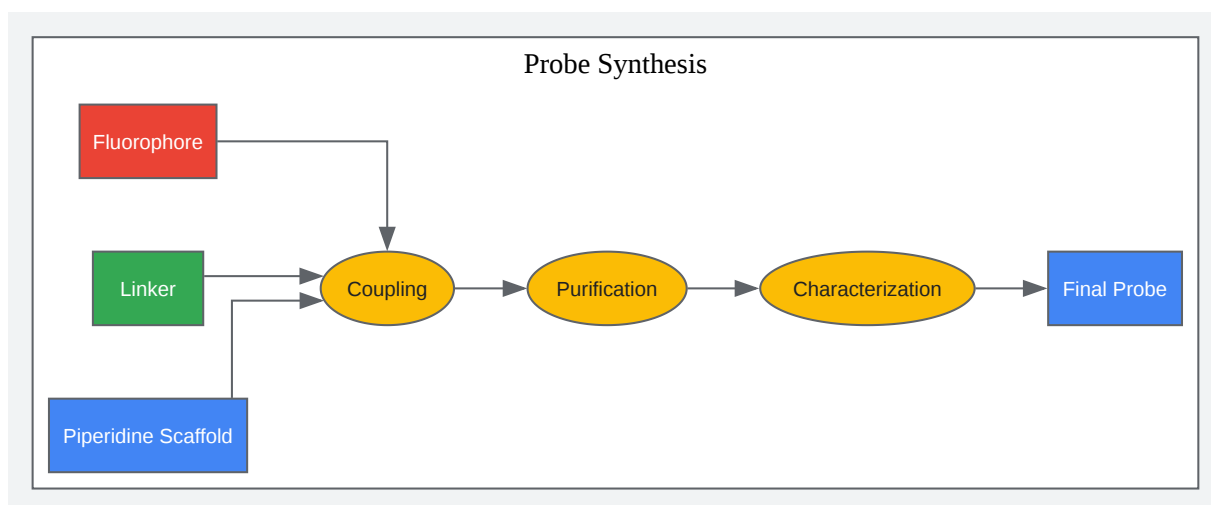 Probe Synthesis
Fluorophore
Linker
Coupling
Purification
Characterization
Final Probe
Piperidine Scaffold